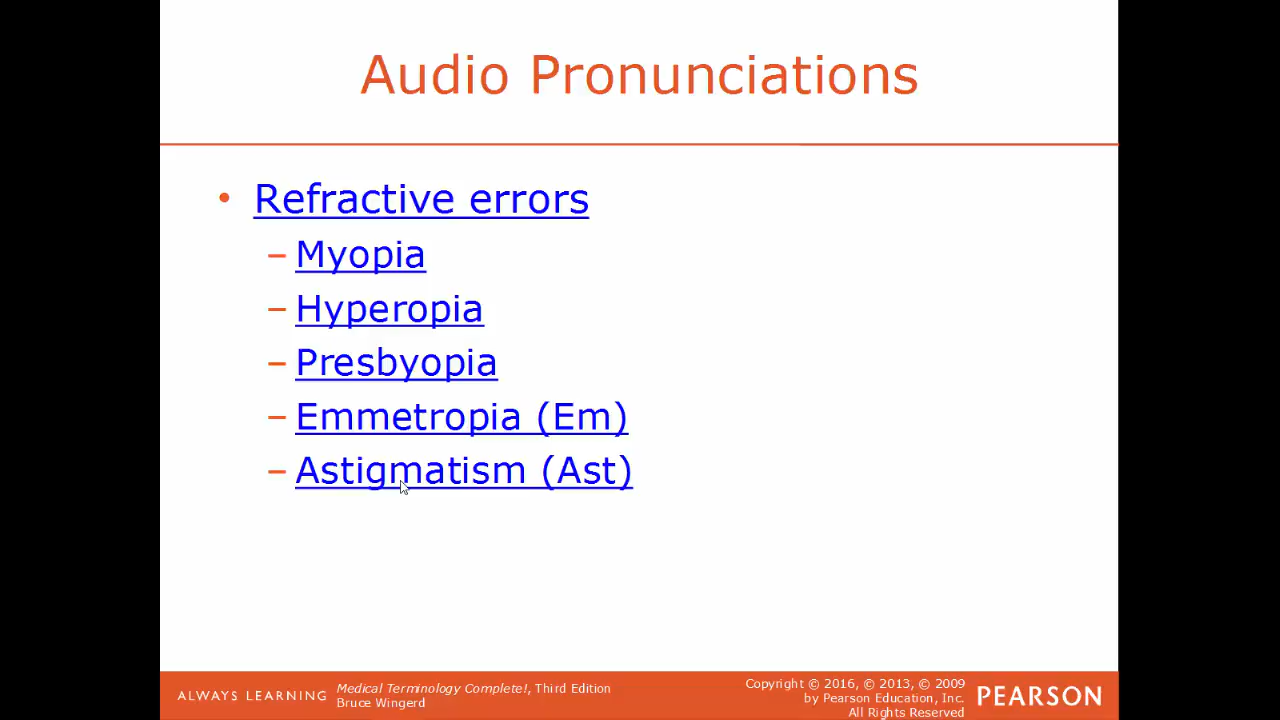 Audio Pronunciations
• Refractive errors
– Myopia
– Hyperopia
– Presbyopia
– Emmetropia (Em)
– Astigmatism (Ast)
ALWAYS LEARNING
Medical Terminology Complete!, Third Edition
Bruce Wingerd
Copyright © 2016, © 2013, © 2009
by Pearson Education, Inc.
All Rights Reserved
PEARSON